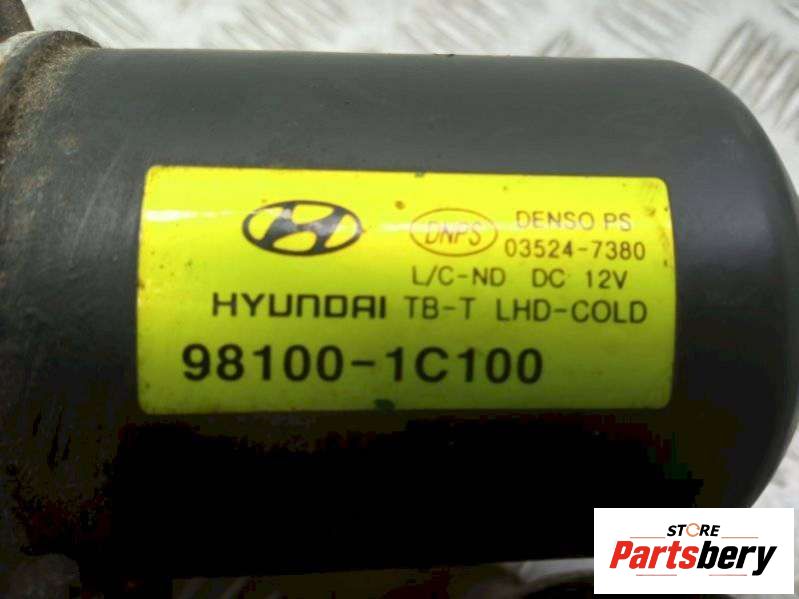 DNPS DENSO PS
03524-7380
L/C-ND DC 12V
HYUNDAI TB-T LHD-COLD
98100-1C100
STORE
Partsbery